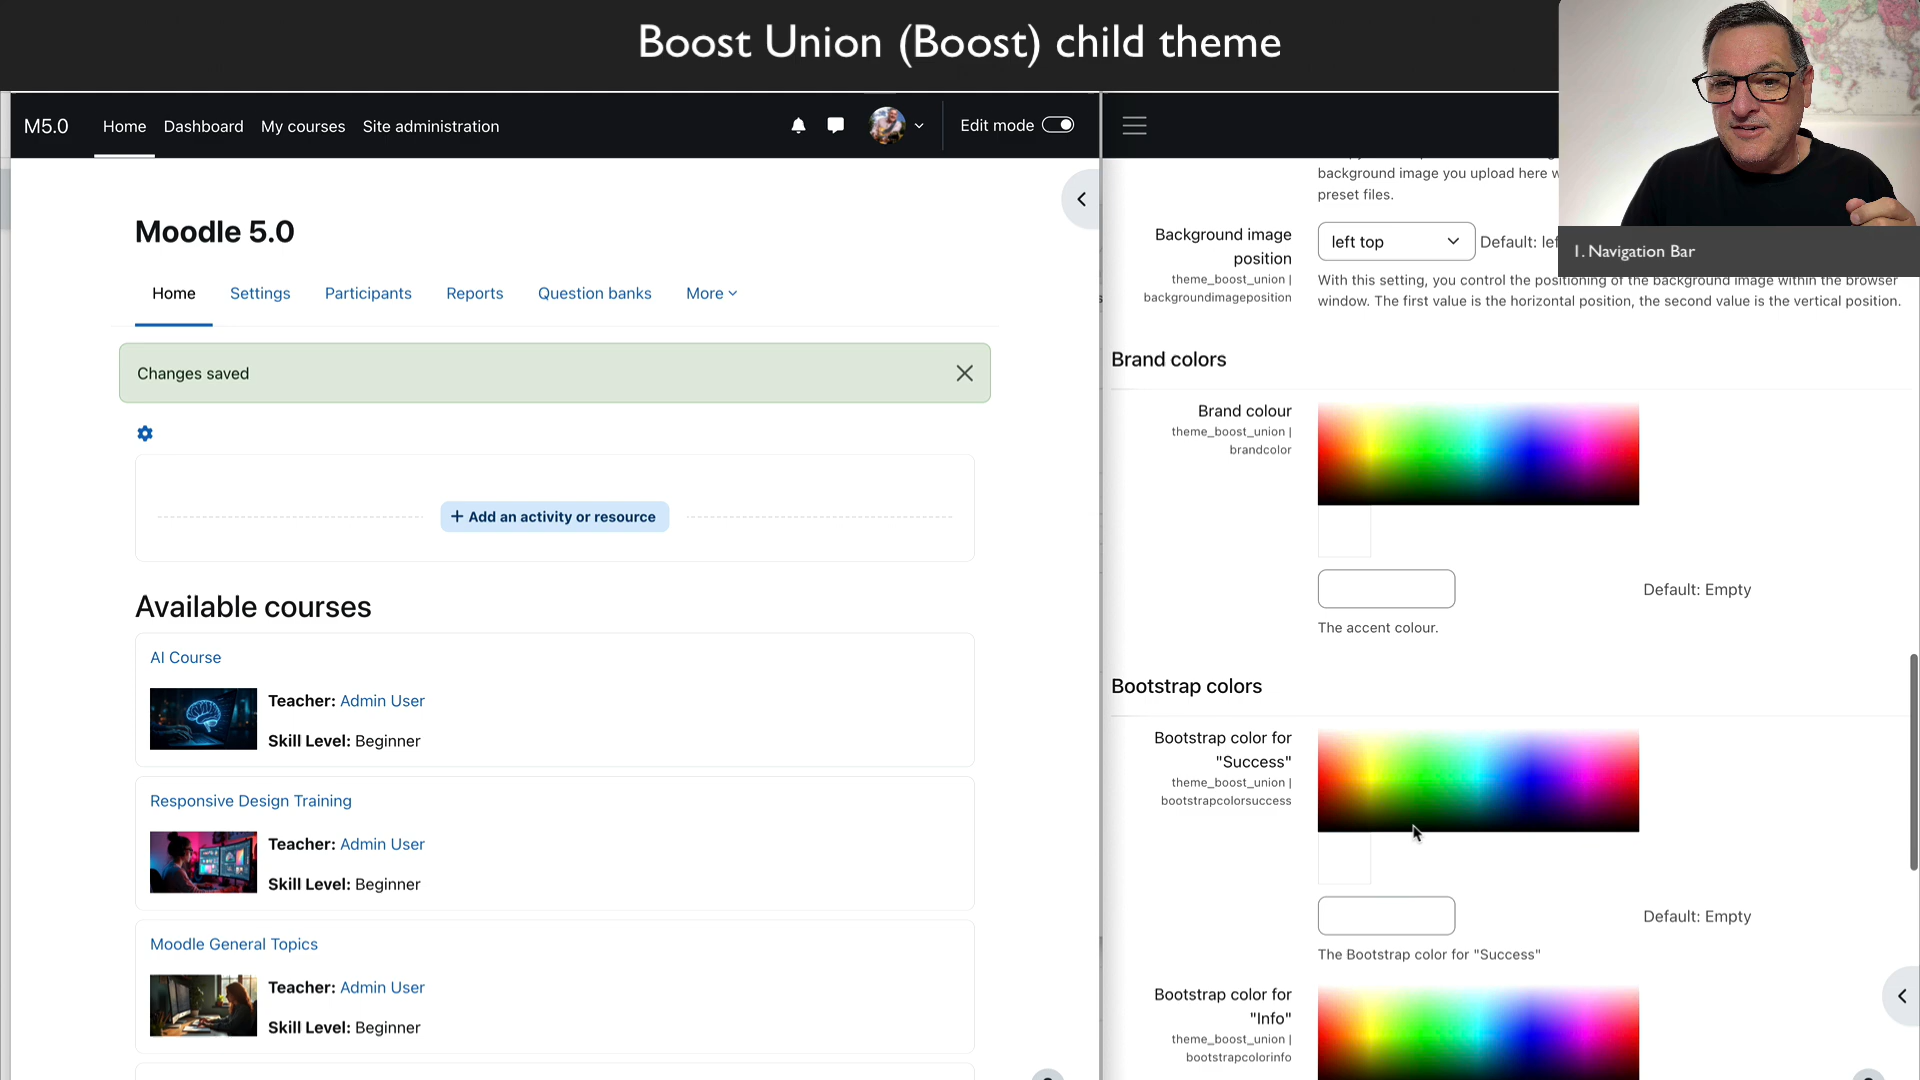 Boost Union (Boost) child theme
M5.0
Home
Dashboard
My courses
Site administration
Edit mode
Moodle 5.0
Home
Settings
Participants
Reports
Question banks
More
Changes saved
Add an activity or resource
Available courses
AI Course
Teacher: Admin User
Skill Level: Beginner
Responsive Design Training
Teacher: Admin User
Skill Level: Beginner
Moodle General Topics
Teacher: Admin User
Skill Level: Beginner
background image you upload here
preset files.
Background image
position
theme_boost_union |
backgroundimageposition
left top
Default:
1. Navigation Bar
With this setting, you control the positioning of the background image within the browser
window. The first value is the horizontal position, the second value is the vertical position.
Brand colors
Brand colour
theme_boost_union |
brandcolor
Default: Empty
The accent colour.
Bootstrap colors
Bootstrap color for
"Success"
theme_boost_union |
bootstrapcolorsuccess
Default: Empty
The Bootstrap color for "Success"
Bootstrap color for
"Info"
theme_boost_union |
bootstrapcolorinfo